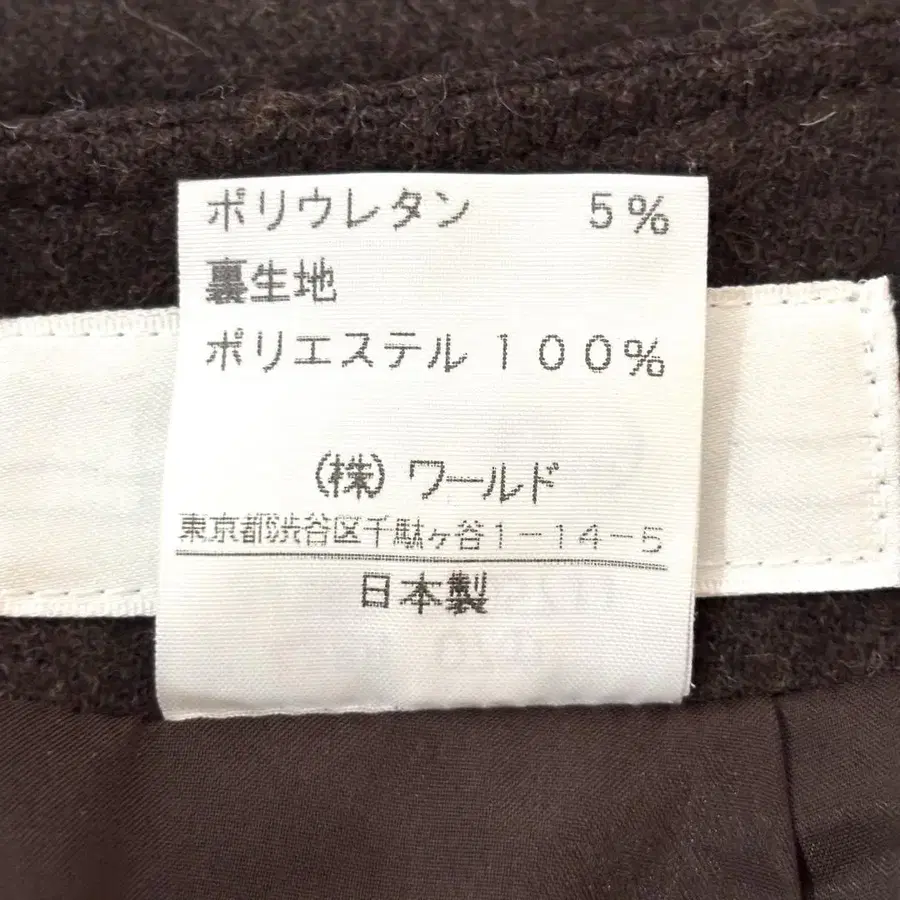 ポリウレタン 5%
裏生地
ポリエステル 100%
(株) ワールド
東京都渋谷区千駄ヶ谷1-14-5
日本製